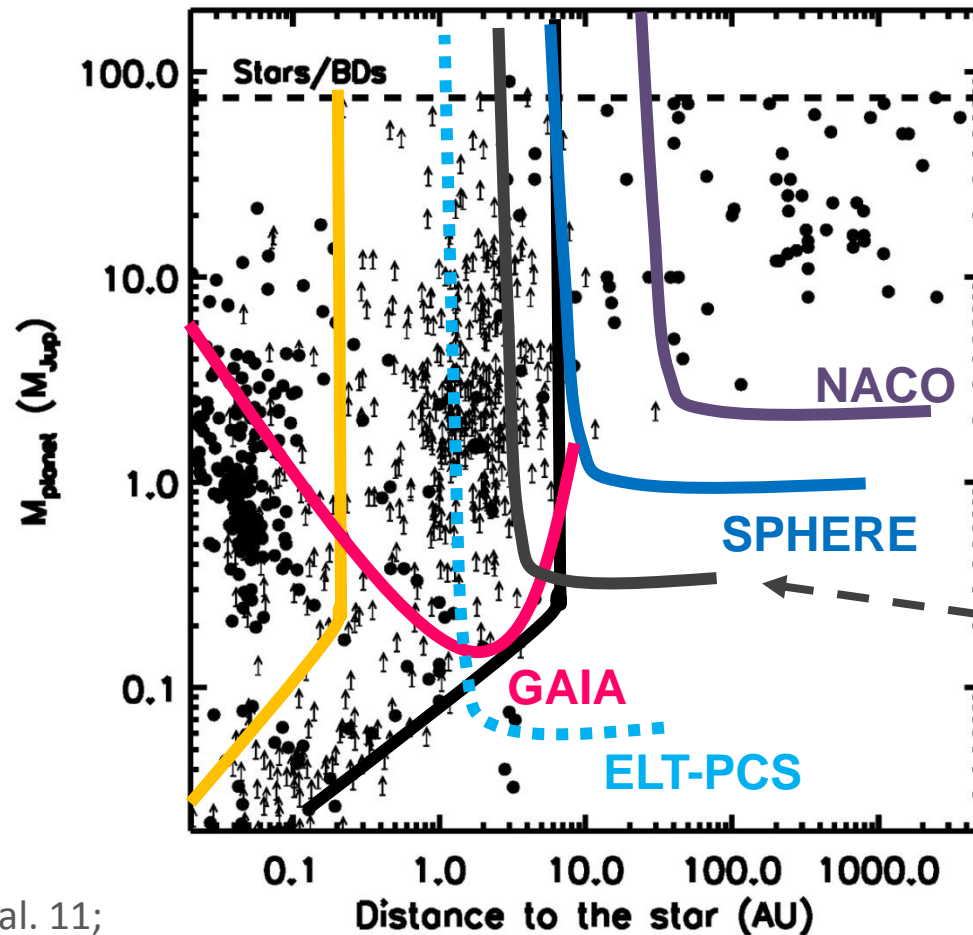 100.0
Stars/BDs
10.0
M_planet (M_Jup)
NACO
1.0
SPHERE
0.1
GAIA
ELT-PCS
0.1 1.0 10.0 100.0 1000.0
Distance to the star (AU)
al. 11;